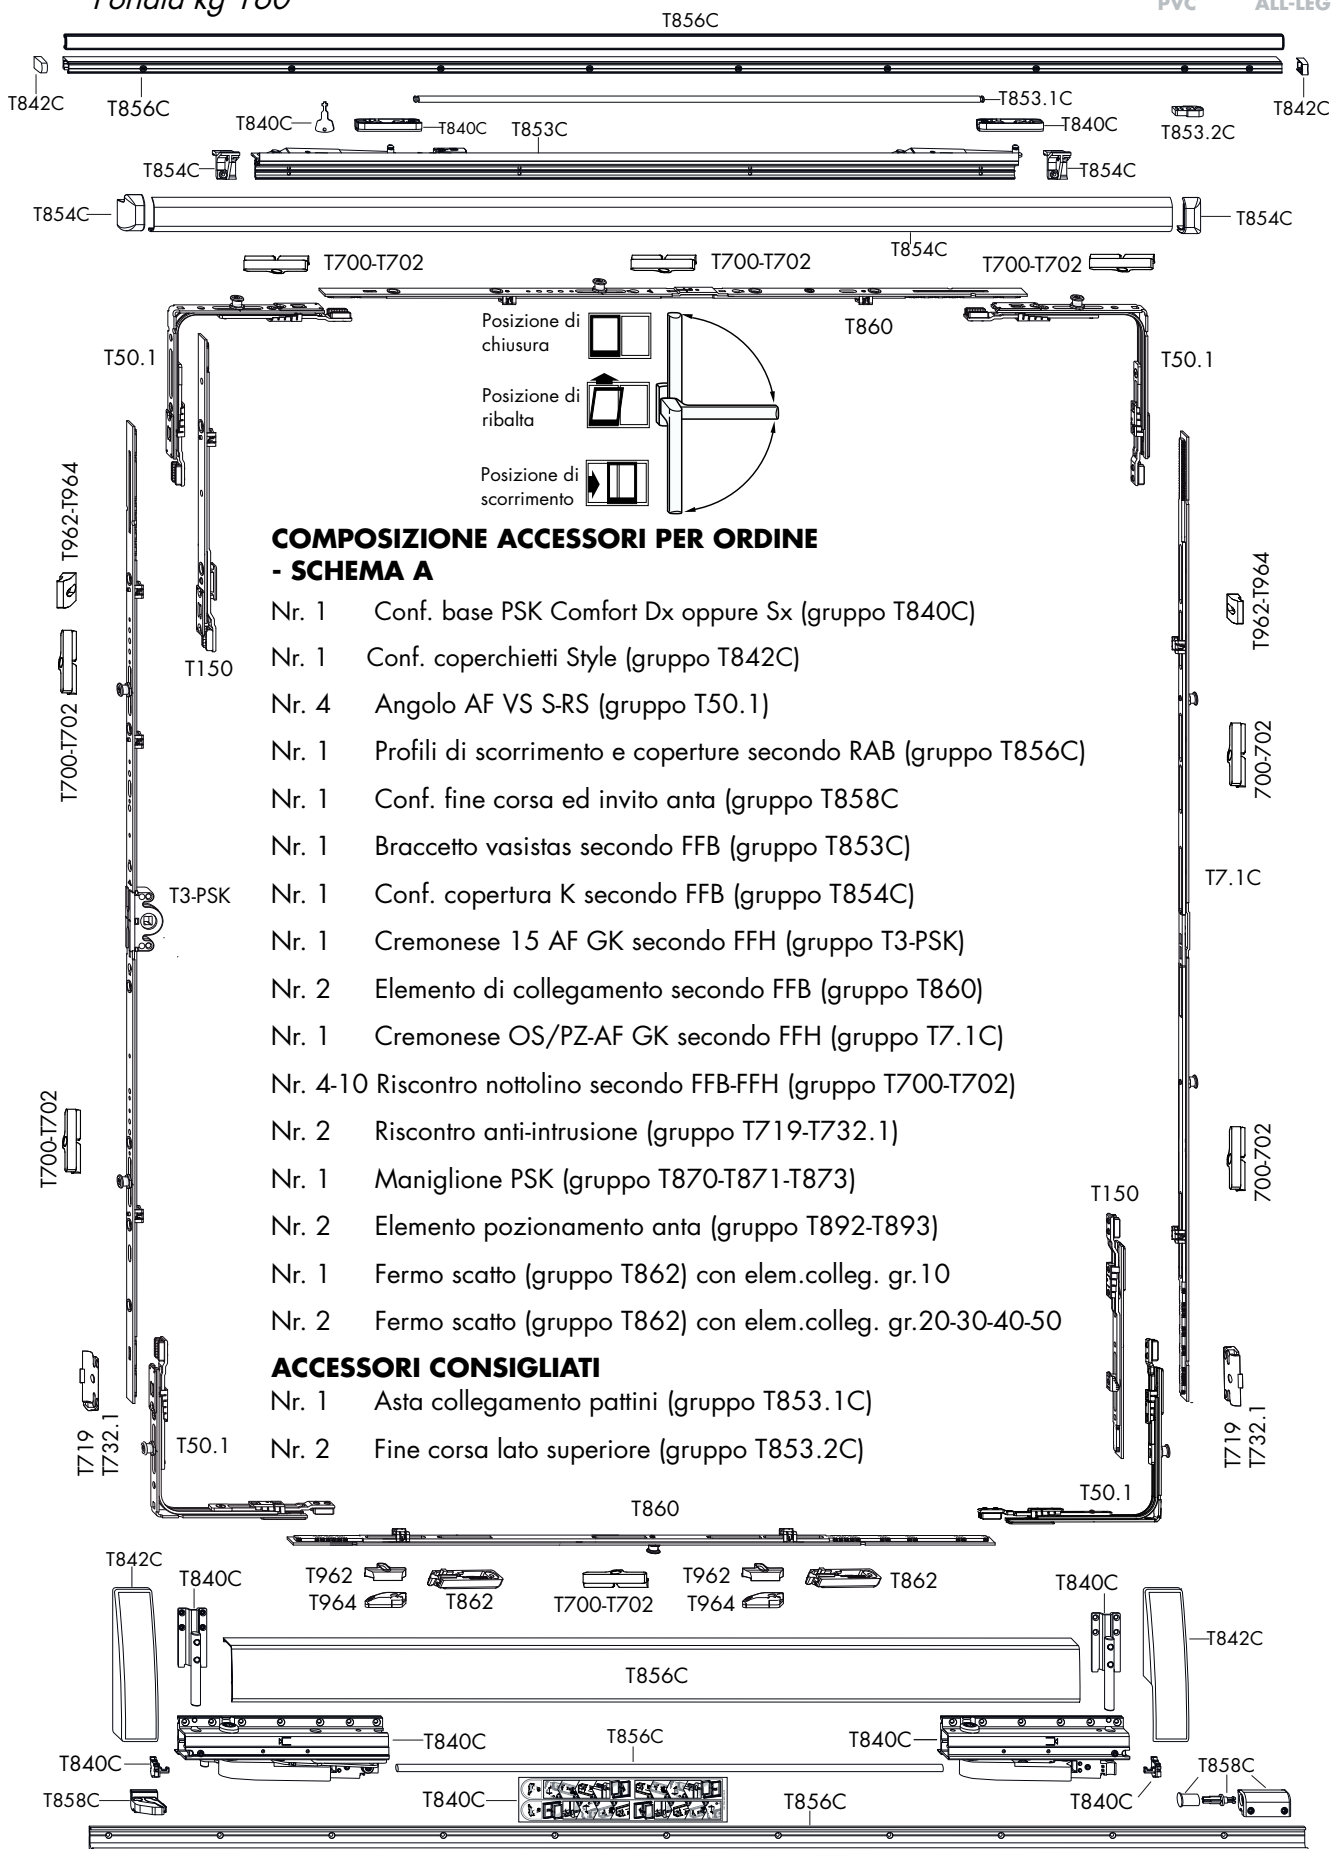 Portata kg 160
PVC ALL-LEG
T856C
T842C
T856C
T853.1C
T842C
T840C
T840C
T853C
T840C
T853.2C
T854C
T854C
T854C
T854C
T854C
T700-T702
T700-T702
T700-T702
T860
T50.1
Posizione di
chiusura
T50.1
Posizione di
ribalta
Posizione di
scorrimento
T962-T964
T700-T702
T150
T962-T964
700-702
COMPOSIZIONE ACCESSORI PER ORDINE
- SCHEMA A
Nr. 1 Conf. base PSK Comfort Dx oppure Sx (gruppo T840C)
Nr. 1 Conf. coperchietti Style (gruppo T842C)
Nr. 4 Angolo AF VS S-RS (gruppo T50.1)
Nr. 1 Profili di scorrimento e coperture secondo RAB (gruppo T856C)
Nr. 1 Conf. fine corsa ed invito anta (gruppo T858C
Nr. 1 Braccetto vasistas secondo FFB (gruppo T853C)
Nr. 1 Conf. copertura K secondo FFB (gruppo T854C)
Nr. 1 Cremonese 15 AF GK secondo FFH (gruppo T3-PSK)
Nr. 2 Elemento di collegamento secondo FFB (gruppo T860)
Nr. 1 Cremonese OS/PZ-AF GK secondo FFH (gruppo T7.1C)
Nr. 4-10 Riscontro nottolino secondo FFB-FFH (gruppo T700-T702)
Nr. 2 Riscontro anti-intrusione (gruppo T719-T732.1)
Nr. 1 Maniglione PSK (gruppo T870-T871-T873)
Nr. 2 Elemento pozionamento anta (gruppo T892-T893)
Nr. 1 Fermo scatto (gruppo T862) con elem.colleg. gr.10
Nr. 2 Fermo scatto (gruppo T862) con elem.colleg. gr.20-30-40-50
ACCESSORI CONSIGLIATI
Nr. 1 Asta collegamento pattini (gruppo T853.1C)
Nr. 2 Fine corsa lato superiore (gruppo T853.2C)
T3-PSK
T7.1C
T700-T702
700-702
T150
T719
T732.1
T50.1
T719
T732.1
T50.1
T860
T842C
T840C
T962
T964
T862
T700-T702
T962
T964
T862
T840C
T842C
T856C
T840C
T856C
T840C
T840C
T858C
T858C
T840C
T856C
T840C